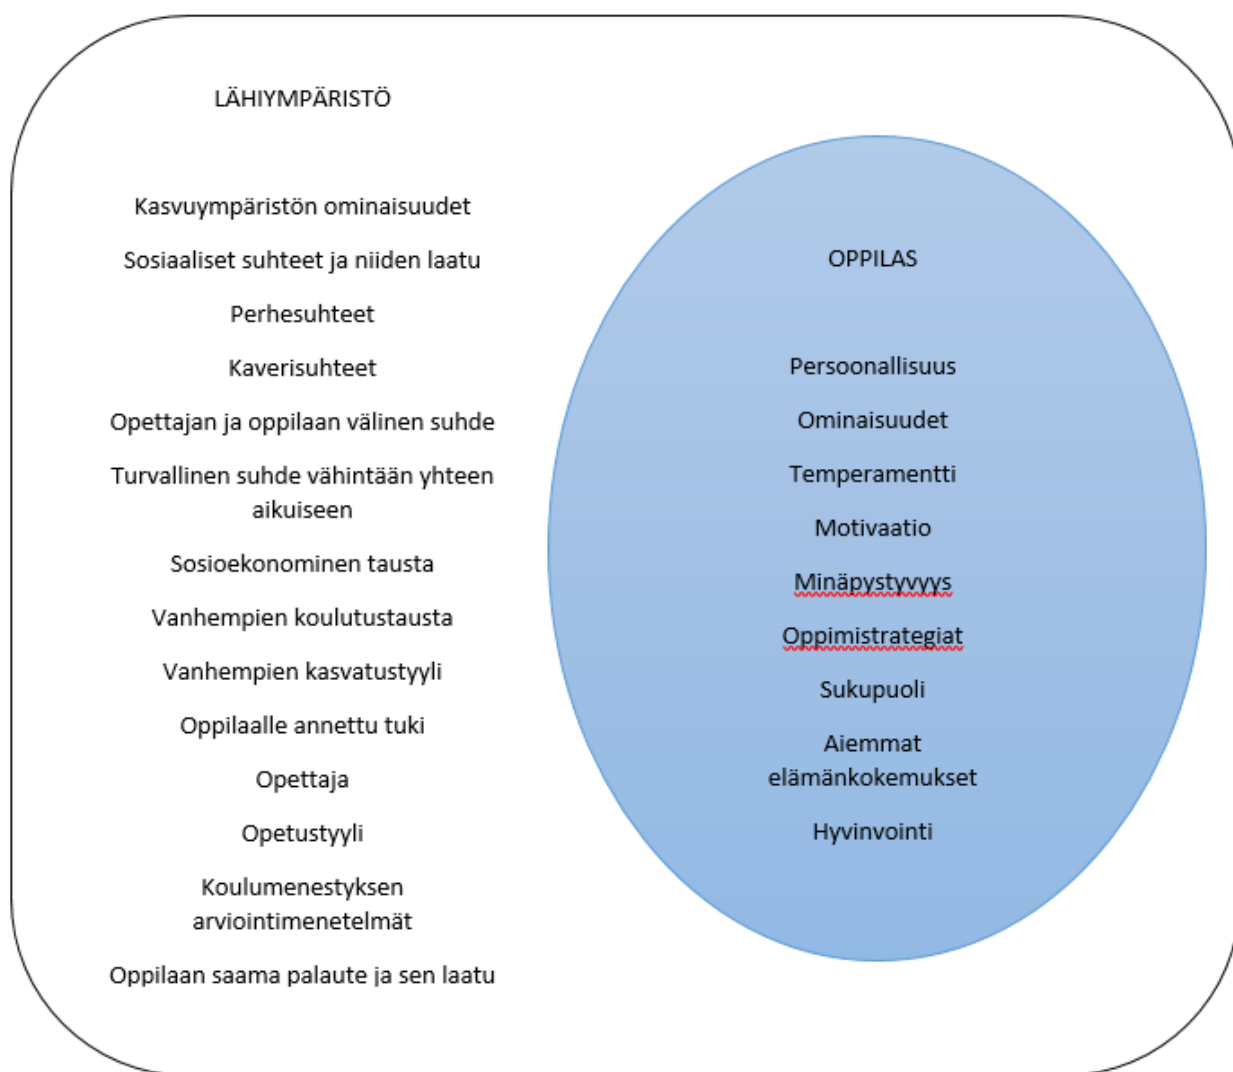 LÄHIYMPÄRISTÖ
Kasvuympäristön ominaisuudet
Sosiaaliset suhteet ja niiden laatu
Perhesuhteet
Kaverisuhteet
Opettajan ja oppilaan välinen suhde
Turvallinen suhde vähintään yhteen
aikuiseen
Sosioekonominen tausta
Vanhempien koulutustausta
Vanhempien kasvatustyyli
Oppilaalle annettu tuki
Opettaja
Opetustyyli
Koulumenestyksen
arviointimenetelmät
Oppilaan saama palaute ja sen laatu
OPPILAS
Persoonallisuus
Ominaisuudet
Temperamentti
Motivaatio
Minäpystyvyys
Oppimistrategiat
Sukupuoli
Aiemmat
elämänkokemukset
Hyvinvointi